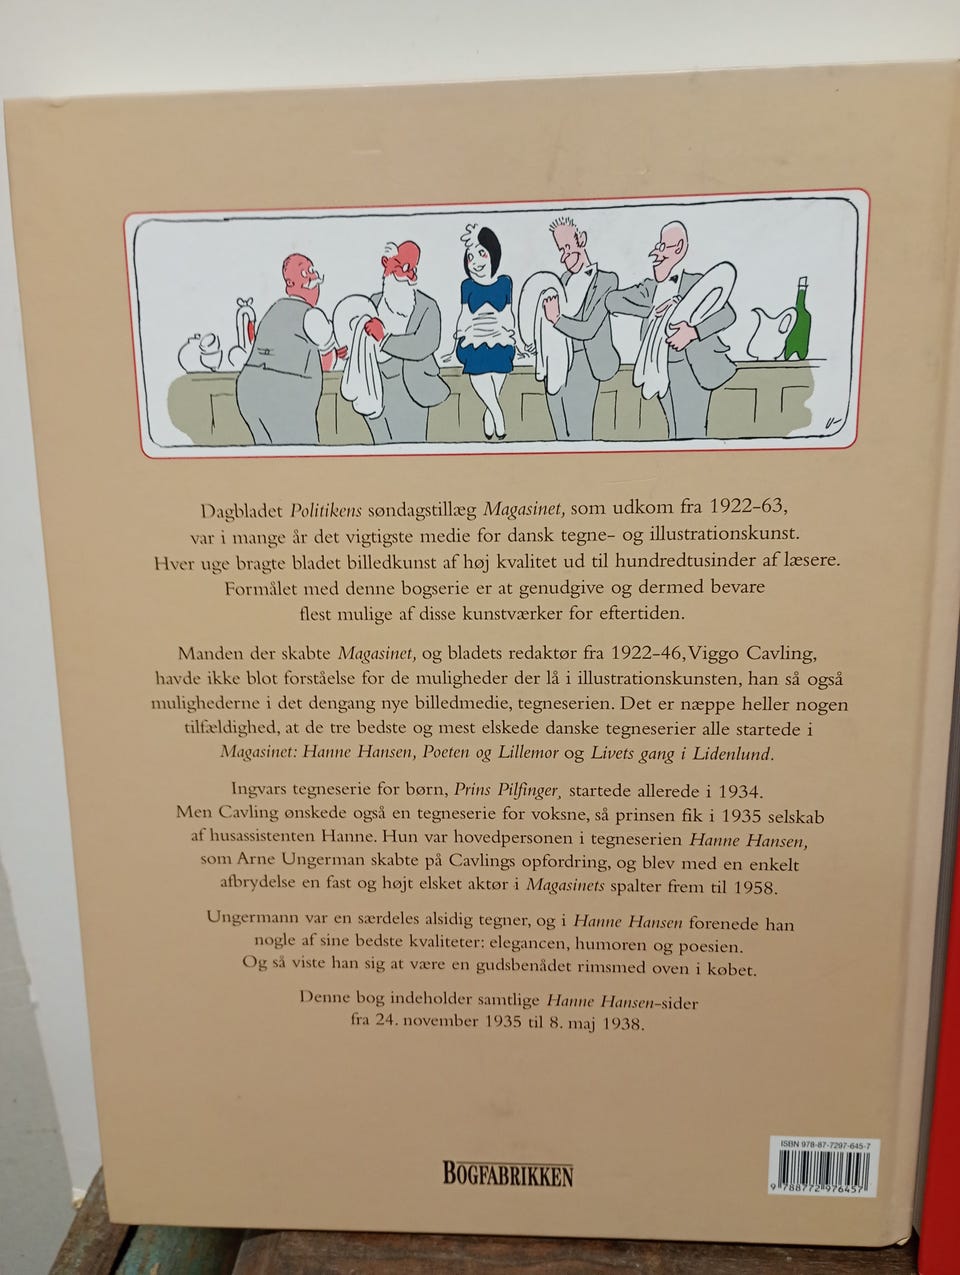 Dagbladet Politikens søndagstillæg Magasinet, som udkom fra 1922-63,
var i mange år det vigtigste medie for dansk tegne- og illustrationskunst.
Hver uge bragte bladet billedkunst af høj kvalitet ud til hundredtusinder af læsere.
Formålet med denne bogserie er at genudgive og dermed bevare
flest mulige af disse kunstværker for eftertiden.
Manden der skabte Magasinet, og bladets redaktør fra 1922-46, Viggo Cavling,
havde ikke blot forståelse for de muligheder der lå i illustrationskunsten, han så også
mulighederne i det dengang nye billedmedie, tegneserien. Det er næppe heller nogen
tilfældighed, at de tre bedste og mest elskede danske tegneserier alle startede i
Magasinet: Hanne Hansen, Poeten og Lillemor og Livets gang i Lidenlund.
Ingvars tegneserie for børn, Prins Pilfinger, startede allerede i 1934.
Men Cavling ønskede også en tegneserie for voksne, så prinsen fik i 1935 selskab
af husassistenten Hanne. Hun var hovedpersonen i tegneserien Hanne Hansen,
som Arne Ungerman skabte på Cavlings opfordring, og blev med en enkelt
afbrydelse en fast og højt elsket aktør i Magasinets spalter frem til 1958.
Ungermann var en særdeles alsidig tegner, og i Hanne Hansen forenede han
nogle af sine bedste kvaliteter: elegancen, humoren og poesien.
Og så viste han sig at være en gudsbenådet rimsmed oven i købet.
Denne bog indeholder samtlige Hanne Hansen-sider
fra 24. november 1935 til 8. maj 1938.
BOGFABRIKKEN
ISBN 978-87-7297-645-7
9 788772 976457